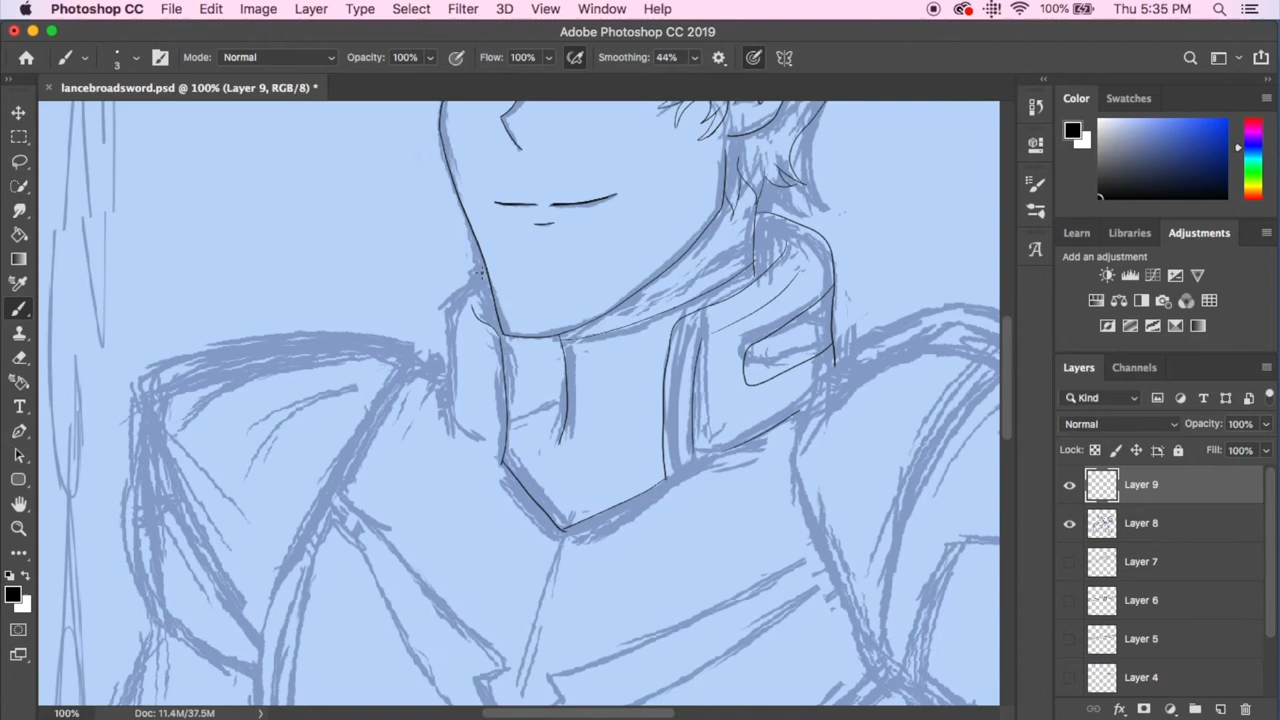 Photoshop CC File Edit Image Layer Type Select Filter 3D View Window Help 100% Thu 5:35 PM
Adobe Photoshop CC 2019
3 Mode: Normal Opacity: 100% Flow: 100% Smoothing: 44%
× lancebroadsword.psd @ 100% (Layer 9, RGB/8) *
Color Swatches
Learn Libraries Adjustments
Add an adjustment
Layers Channels
Kind
Normal Opacity: 100%
Lock: Fill: 100%
Layer 9
Layer 8
Layer 7
Layer 6
Layer 5
Layer 4
100% Doc: 11.4M/37.5M